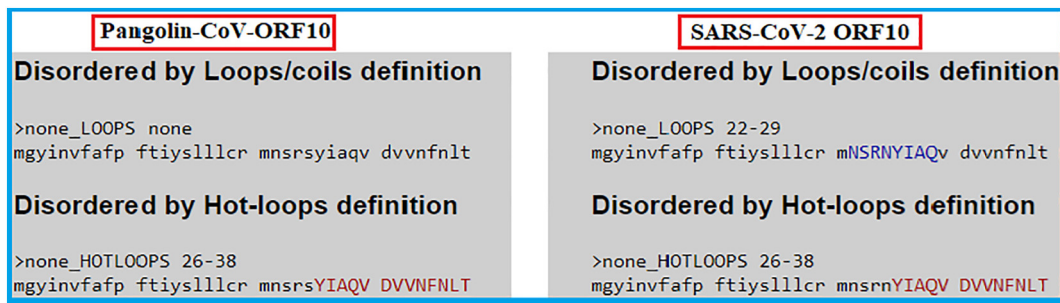 Pangolin-CoV-ORF10
Disordered by Loops/coils definition
>none_LOOPS none
mgyinvfafp ftiyslllcr mnsrsyiaqv dvvnfnlt
Disordered by Hot-loops definition
>none_HOTLOOPS 26-38
mgyinvfafp ftiyslllcr mnsrsYIAQV DVVNFNLT
SARS-CoV-2 ORF10
Disordered by Loops/coils definition
>none_LOOPS 22-29
mgyinvfafp ftiyslllcr mNSRNYIAQv dvvnfnlt
Disordered by Hot-loops definition
>none_HOTLOOPS 26-38
mgyinvfafp ftiyslllcr mnsrnYIAQV DVVNFNLT